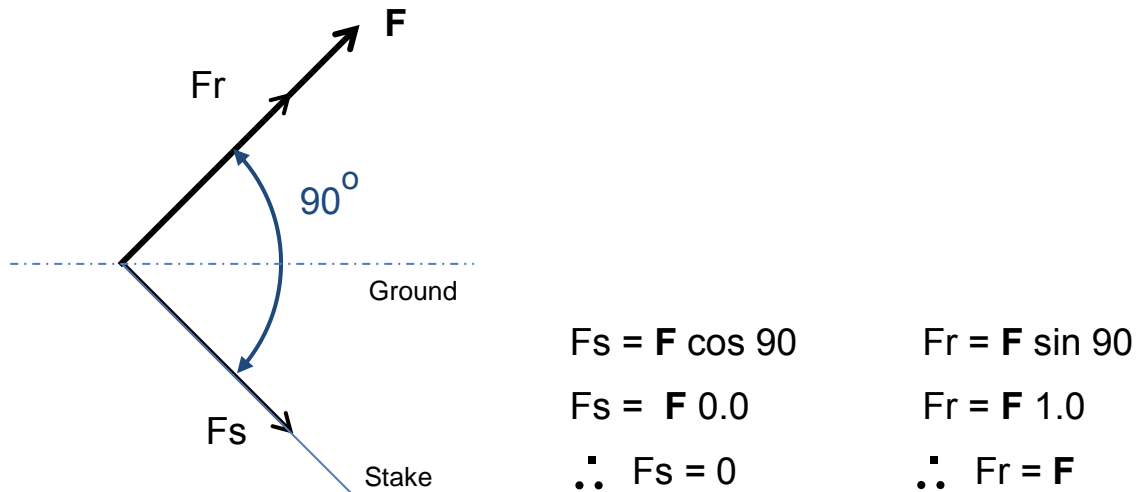 F
Fr
90°
Ground
Fs
Stake
Fs = F cos 90
Fs = F 0.0
∴ Fs = 0
Fr = F sin 90
Fr = F 1.0
∴ Fr = F